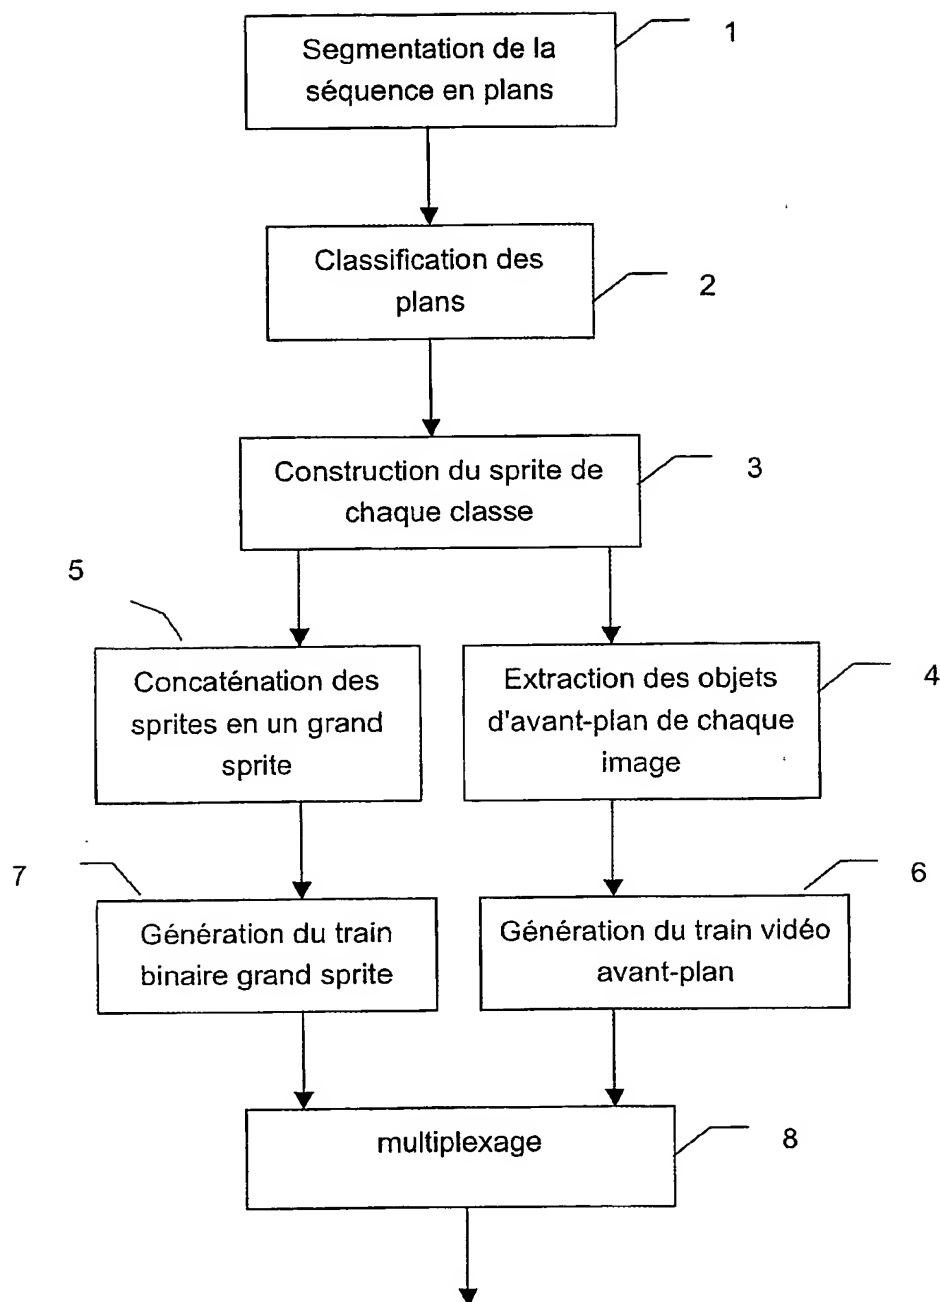 Segmentation de la
séquence en plans
1
Classification des
plans
2
Construction du sprite de
chaque classe
3
5
Concaténation des
sprites en un grand
sprite
Extraction des objets
d'avant-plan de chaque
image
4
7
Génération du train
binaire grand sprite
6
Génération du train vidéo
avant-plan
multiplexage
8